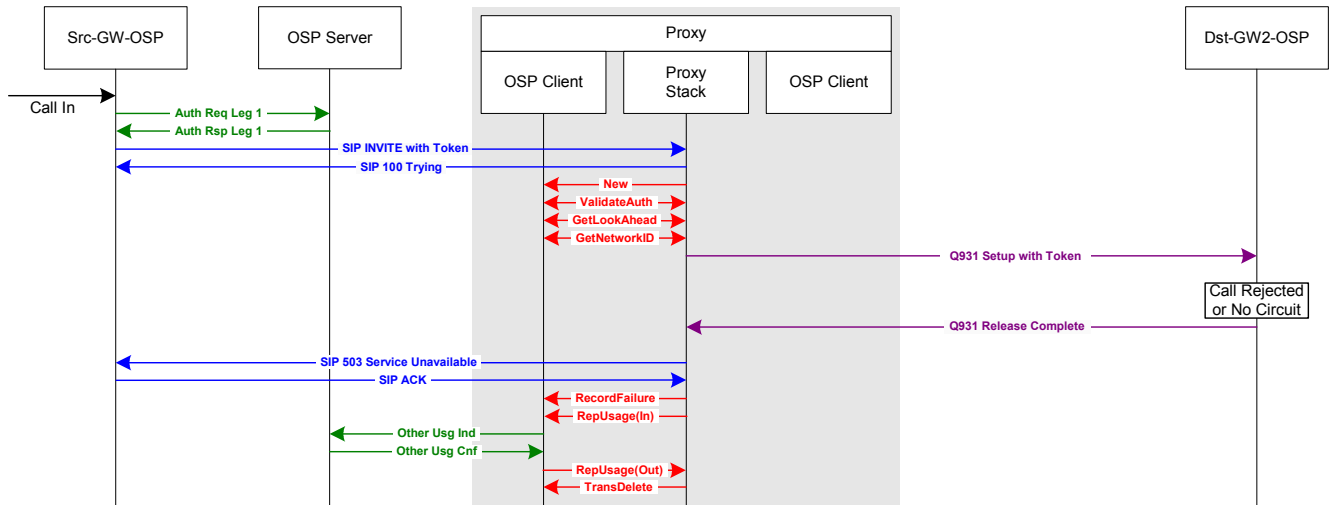 Src-GW-OSP
OSP Server
Proxy
OSP Client
Proxy
Stack
OSP Client
Dst-GW2-OSP
Call In
Auth Req Leg 1
Auth Rsp Leg 1
SIP INVITE with Token
SIP 100 Trying
New
ValidateAuth
GetLookAhead
GetNetworkID
Q931 Setup with Token
Call Rejected
or No Circuit
Q931 Release Complete
SIP 503 Service Unavailable
SIP ACK
RecordFailure
RepUsage(In)
Other Usg Ind
Other Usg Cnf
RepUsage(Out)
TransDelete